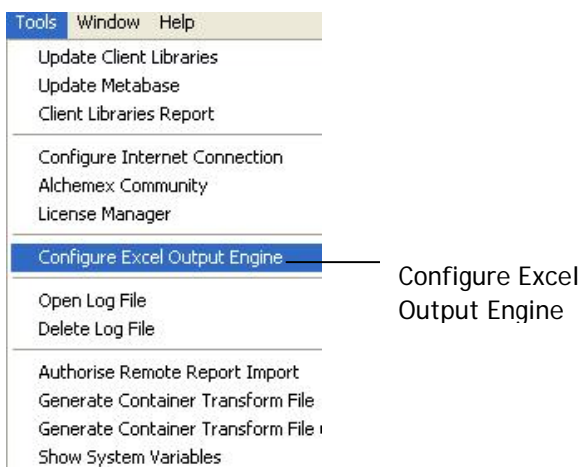 Tools Window Help
Update Client Libraries
Update Metabase
Client Libraries Report
Configure Internet Connection
Alchemex Community
License Manager
Configure Excel Output Engine
Open Log File
Delete Log File
Authorise Remote Report Import
Generate Container Transform File
Generate Container Transform File
Show System Variables
Configure Excel
Output Engine